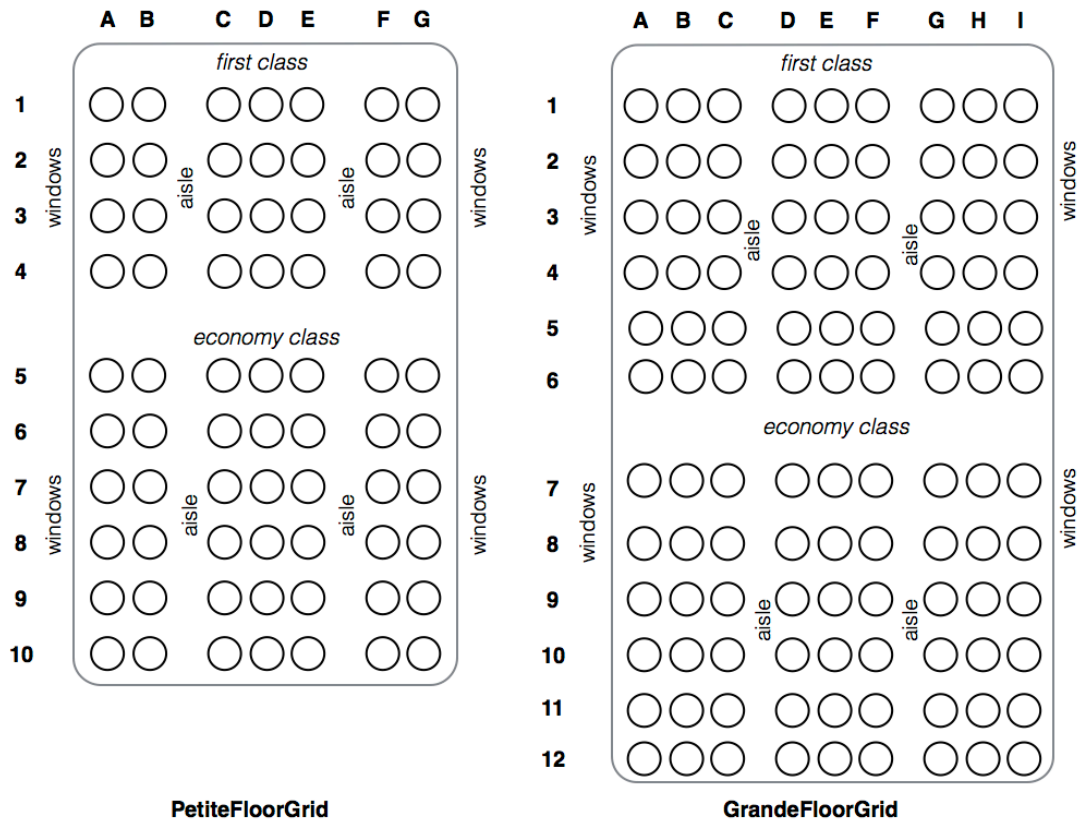 A B C D E F G
first class
1
2
3
4
windows
aisle
aisle
windows
economy class
5
6
7
8
9
10
windows
aisle
aisle
windows
PetiteFloorGrid
A B C D E F G H I
first class
1
2
3
4
5
6
windows
aisle
aisle
windows
economy class
7
8
9
10
11
12
windows
aisle
aisle
windows
GrandeFloorGrid